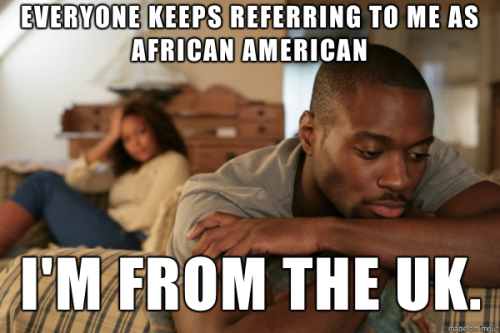 EVERYONE KEEPS REFERRING TO ME AS
AFRICAN AMERICAN
I'M FROM THE UK.